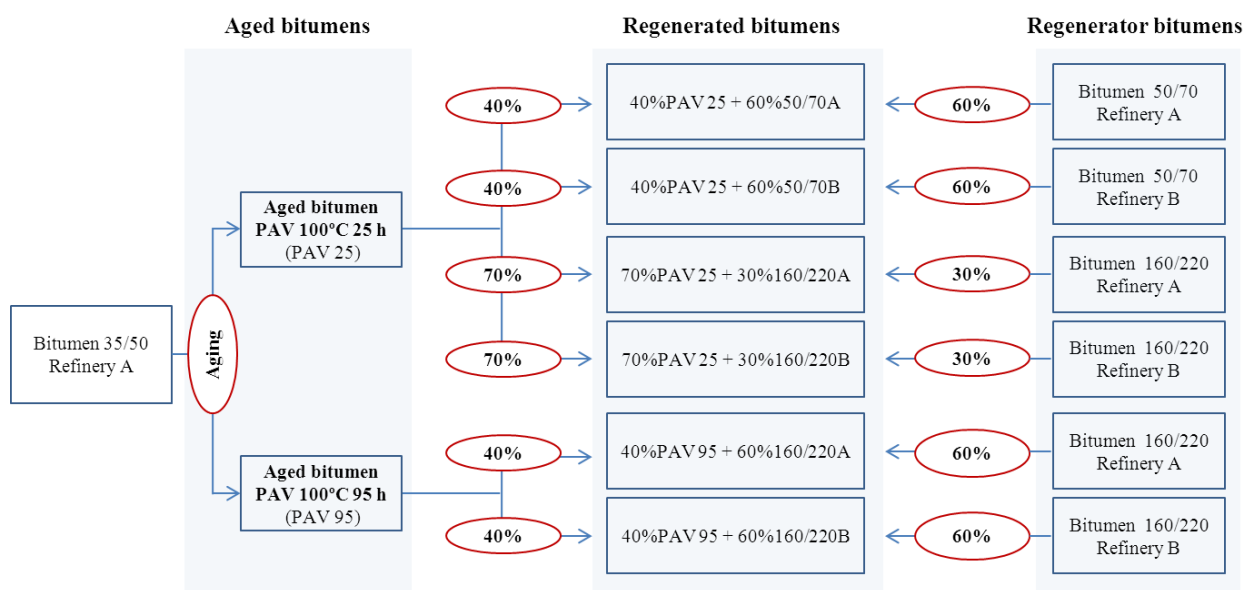 Aged bitumens
Regenerated bitumens
Regenerator bitumens
40%
40%PAV 25 + 60%50/70A
60%
Bitumen 50/70
Refinery A
40%
40%PAV 25 + 60%50/70B
60%
Bitumen 50/70
Refinery B
Aged bitumen
PAV 100ºC 25 h
(PAV 25)
70%
70%PAV 25 + 30%160/220A
30%
Bitumen 160/220
Refinery A
Bitumen 35/50
Refinery A
Aging
70%
70%PAV 25 + 30%160/220B
30%
Bitumen 160/220
Refinery B
40%
40%PAV 95 + 60%160/220A
60%
Bitumen 160/220
Refinery A
Aged bitumen
PAV 100ºC 95 h
(PAV 95)
40%
40%PAV 95 + 60%160/220B
60%
Bitumen 160/220
Refinery B